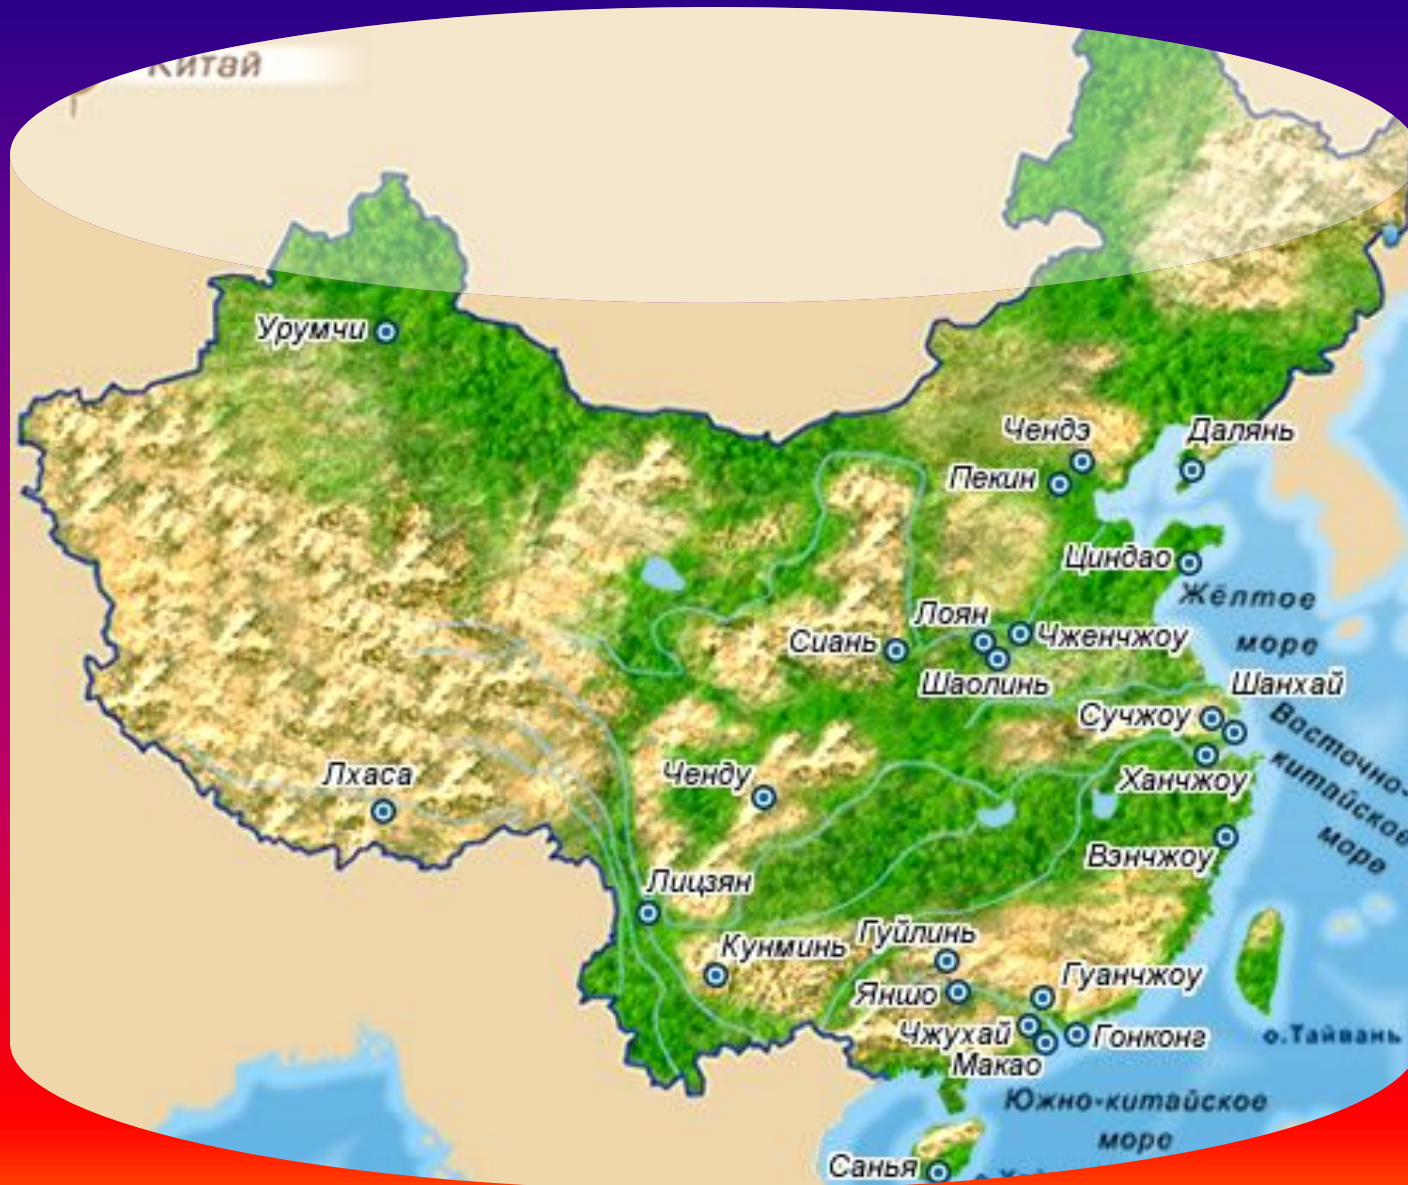 Китай
Урумчи
Чендэ
Далянь
Пекин
Циндао
Жёлтое
море
Лоян
Сиань
Чженчжоу
Шаолинь
Шанхай
Сучжоу
Восточно-
китайское
море
Ханчжоу
Лхаса
Ченду
Вэнчжоу
Лицзян
Кунминь
Гуйлинь
Гуанчжоу
Яншо
Чжухай
Гонконг
Макао
о.Тайвань
Южно-китайское
море
Санья